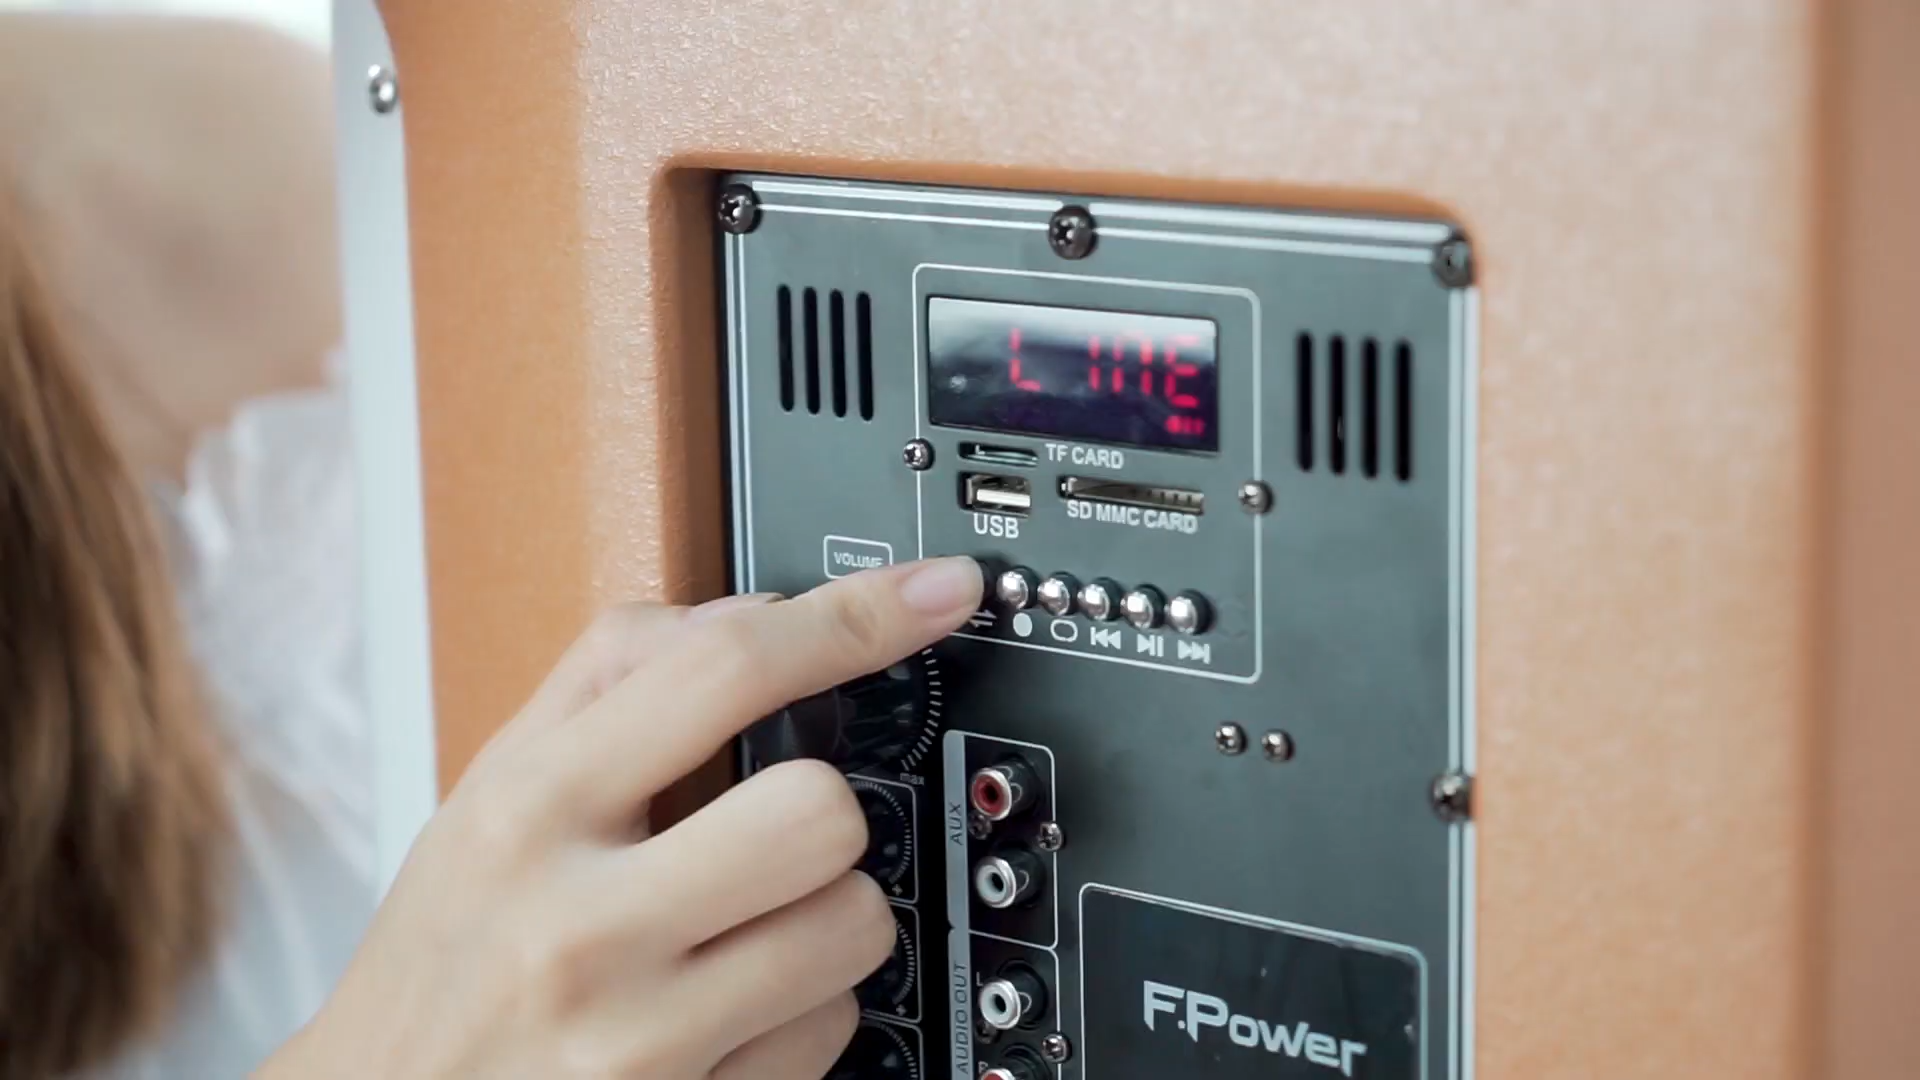 LINE
TF CARD
USB
SD MMC CARD
VOLUME
max
AUX
AUDIO OUT
L
F.Power